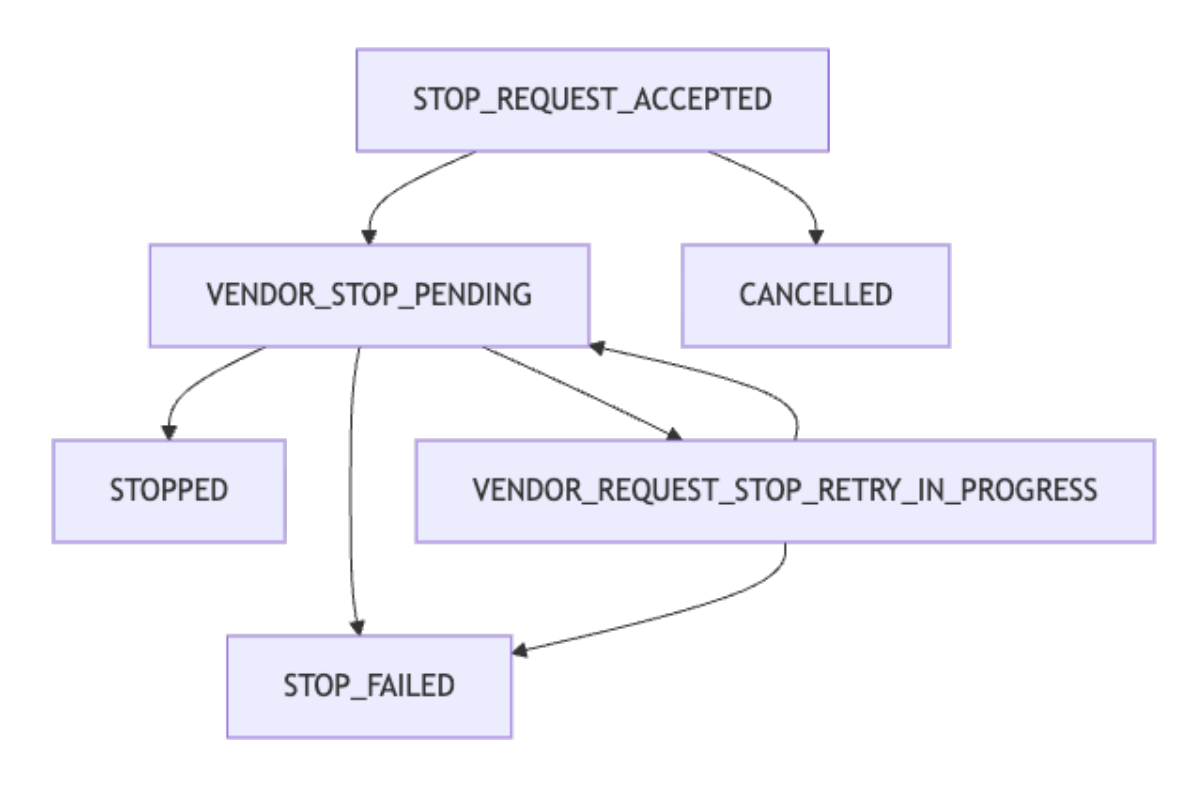 STOP_REQUEST_ACCEPTED
VENDOR_STOP_PENDING
CANCELLED
STOPPED
VENDOR_REQUEST_STOP_RETRY_IN_PROGRESS
STOP_FAILED